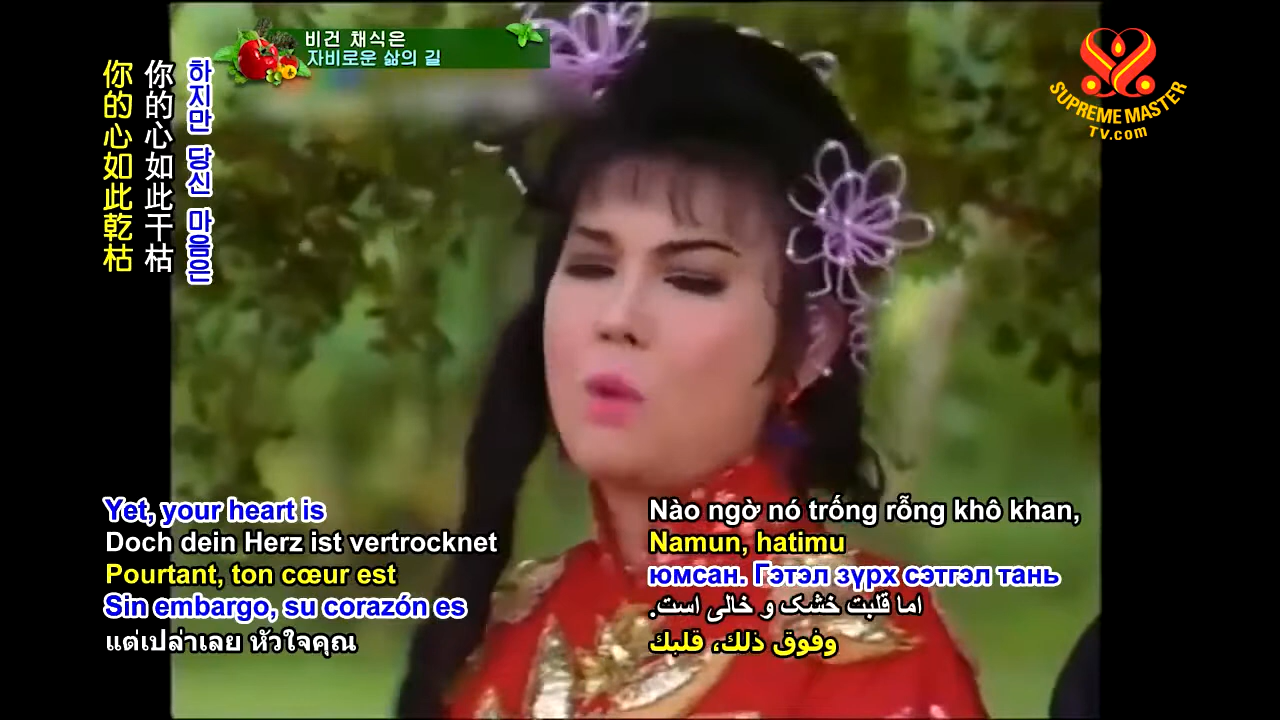 비건 채식은
자비로운 삶의 길
SUPREME MASTER
TV.com
하지만 당신 마음은
你的心如此干枯
你的心如此乾枯
Yet, your heart is
Doch dein Herz ist vertrocknet
Pourtant, ton cœur est
Sin embargo, su corazón es
แต่เปล่าเลย หัวใจคุณ
Nào ngờ nó trống rỗng khô khan,
Namun, hatimu
юмсан. Гэтэл зүрх сэтгэл тань
اما قلبت خشک و خالی است.
وفوق ذلك، قلبك